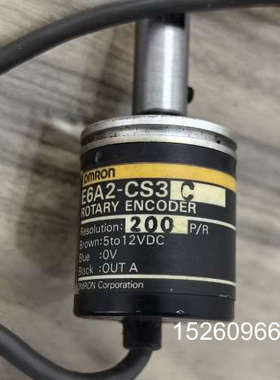 OMRON
E6A2-CS3 C
ROTARY ENCODER
Resolution: 200 P/R
Brown:5to12VDC
Blue :0V
Black :OUT A
OMRON Corporation
15260966